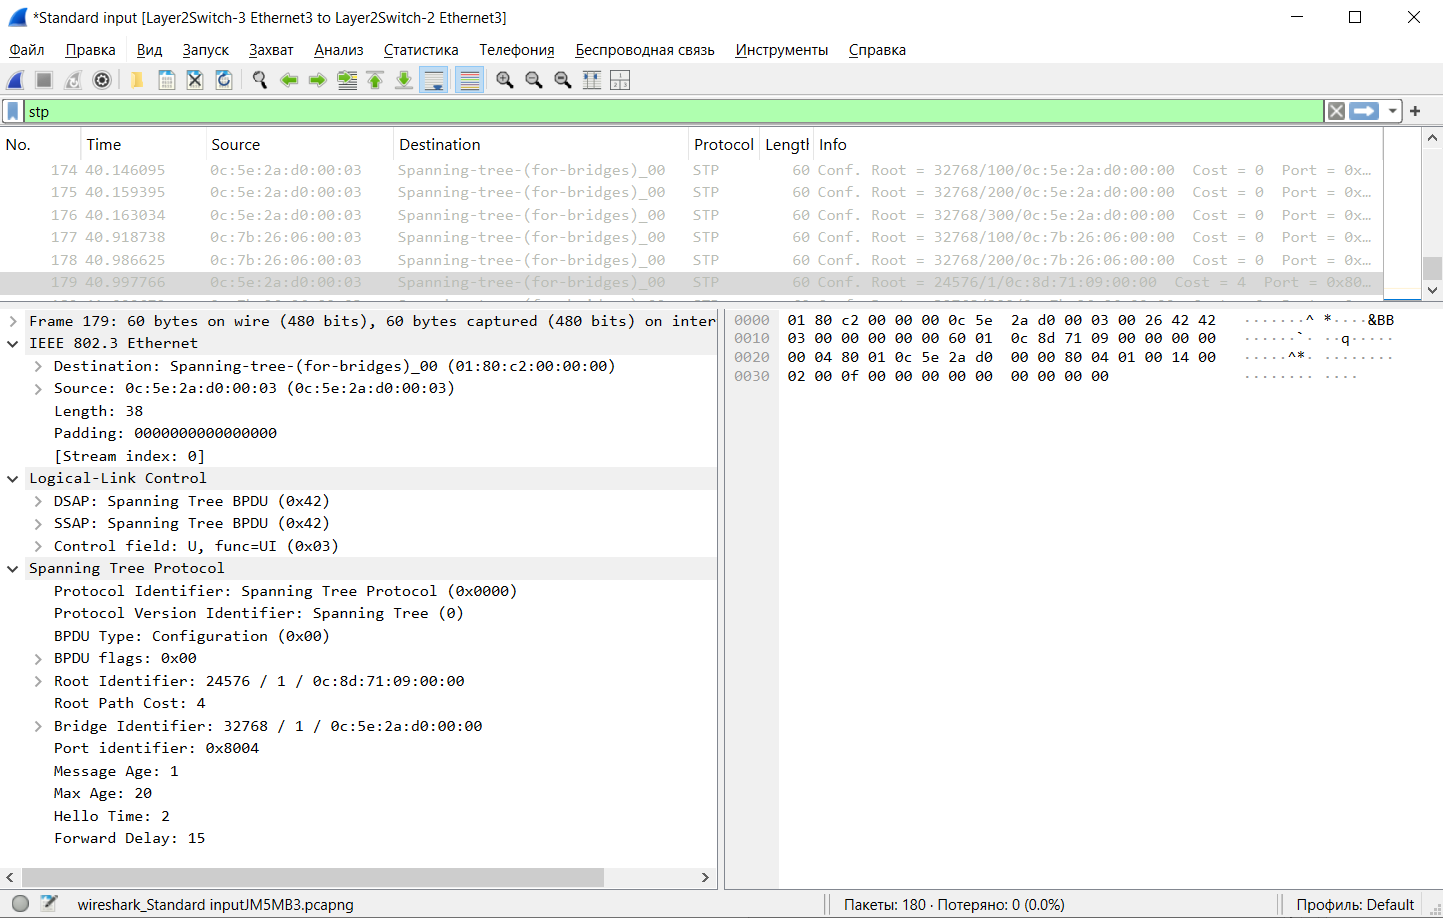 *Standard input [Layer2Switch-3 Ethernet3 to Layer2Switch-2 Ethernet3]
Файл Правка Вид Запуск Захват Анализ Статистика Телефония Беспроводная связь Инструменты Справка
stp
No. Time Source Destination Protocol Lengtl Info
174 40.146095 0c:5e:2a:d0:00:03 Spanning-tree-(for-bridges)_00 STP 60 Conf. Root = 32768/100/0c:5e:2a:d0:00:00 Cost = 0 Port = 0x…
175 40.159395 0c:5e:2a:d0:00:03 Spanning-tree-(for-bridges)_00 STP 60 Conf. Root = 32768/200/0c:5e:2a:d0:00:00 Cost = 0 Port = 0x…
176 40.163034 0c:5e:2a:d0:00:03 Spanning-tree-(for-bridges)_00 STP 60 Conf. Root = 32768/300/0c:5e:2a:d0:00:00 Cost = 0 Port = 0x…
177 40.918738 0c:7b:26:06:00:03 Spanning-tree-(for-bridges)_00 STP 60 Conf. Root = 32768/100/0c:7b:26:06:00:00 Cost = 0 Port = 0x…
178 40.986625 0c:7b:26:06:00:03 Spanning-tree-(for-bridges)_00 STP 60 Conf. Root = 32768/200/0c:7b:26:06:00:00 Cost = 0 Port = 0x…
179 40.997766 0c:5e:2a:d0:00:03 Spanning-tree-(for-bridges)_00 STP 60 Conf. Root = 24576/1/0c:8d:71:09:00:00 Cost = 4 Port = 0x80…
Frame 179: 60 bytes on wire (480 bits), 60 bytes captured (480 bits) on inter
IEEE 802.3 Ethernet
Destination: Spanning-tree-(for-bridges)_00 (01:80:c2:00:00:00)
Source: 0c:5e:2a:d0:00:03 (0c:5e:2a:d0:00:03)
Length: 38
Padding: 0000000000000000
[Stream index: 0]
Logical-Link Control
DSAP: Spanning Tree BPDU (0x42)
SSAP: Spanning Tree BPDU (0x42)
Control field: U, func=UI (0x03)
Spanning Tree Protocol
Protocol Identifier: Spanning Tree Protocol (0x0000)
Protocol Version Identifier: Spanning Tree (0)
BPDU Type: Configuration (0x00)
BPDU flags: 0x00
Root Identifier: 24576 / 1 / 0c:8d:71:09:00:00
Root Path Cost: 4
Bridge Identifier: 32768 / 1 / 0c:5e:2a:d0:00:00
Port identifier: 0x8004
Message Age: 1
Max Age: 20
Hello Time: 2
Forward Delay: 15
0000 01 80 c2 00 00 00 0c 5e 2a d0 00 03 00 26 42 42 ·······^ *····&BB
0010 03 00 00 00 00 00 60 01 0c 8d 71 09 00 00 00 00 ······`· ··q·····
0020 00 04 80 01 0c 5e 2a d0 00 00 80 04 01 00 14 00 ·····^*· ········
0030 02 00 0f 00 00 00 00 00 00 00 00 00 ········ ····
wireshark_Standard inputJM5MB3.pcapng
Пакеты: 180 · Потеряно: 0 (0.0%)
Профиль: Default